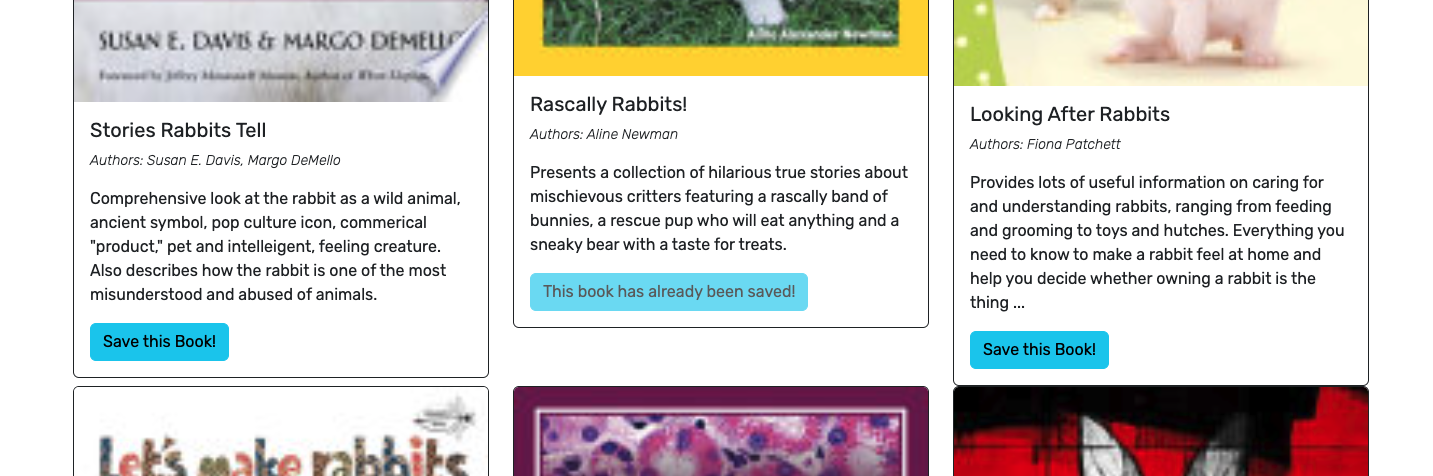 SUSAN E. DAVIS & MARGO DEMELLO
Stories Rabbits Tell
Authors: Susan E. Davis, Margo DeMello
Comprehensive look at the rabbit as a wild animal,
ancient symbol, pop culture icon, commerical
"product," pet and intelleigent, feeling creature.
Also describes how the rabbit is one of the most
misunderstood and abused of animals.
Save this Book!
Aline Alexander Newman
Rascally Rabbits!
Authors: Aline Newman
Presents a collection of hilarious true stories about
mischievous critters featuring a rascally band of
bunnies, a rescue pup who will eat anything and a
sneaky bear with a taste for treats.
This book has already been saved!
Looking After Rabbits
Authors: Fiona Patchett
Provides lots of useful information on caring for
and understanding rabbits, ranging from feeding
and grooming to toys and hutches. Everything you
need to know to make a rabbit feel at home and
help you decide whether owning a rabbit is the
thing ...
Save this Book!
Let's make rabbits